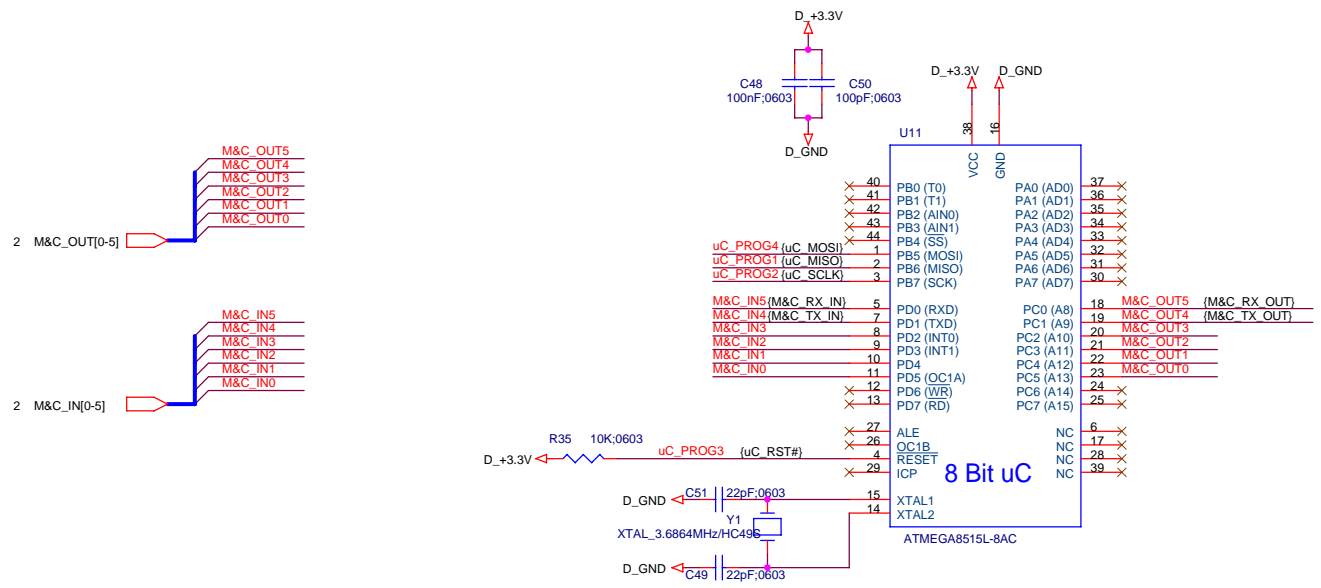 D_+3.3V
C48
100nF;0603
C50
100pF;0603
D_GND
D_+3.3V
D_GND
U11
38
VCC
16
GND
M&C_OUT5
M&C_OUT4
M&C_OUT3
M&C_OUT2
M&C_OUT1
M&C_OUT0
2 M&C_OUT[0-5]
M&C_IN5
M&C_IN4
M&C_IN3
M&C_IN2
M&C_IN1
M&C_IN0
2 M&C_IN[0-5]
40 PB0 (T0)
41 PB1 (T1)
42 PB2 (AIN0)
43 PB3 (AIN1)
44 PB4 (SS)
uC_PROG4 {uC_MOSI} 1 PB5 (MOSI)
uC_PROG1 {uC_MISO} 2 PB6 (MISO)
uC_PROG2 {uC_SCLK} 3 PB7 (SCK)
M&C_IN5 {M&C_RX_IN} 5 PD0 (RXD)
M&C_IN4 {M&C_TX_IN} 7 PD1 (TXD)
M&C_IN3 8 PD2 (INT0)
M&C_IN2 9 PD3 (INT1)
M&C_IN1 10 PD4
M&C_IN0 11 PD5 (OC1A)
12 PD6 (WR)
13 PD7 (RD)
27 ALE
26 OC1B
D_+3.3V R35 10K;0603 uC_PROG3 {uC_RST#} 4 RESET
29 ICP
15 XTAL1
14 XTAL2
PA0 (AD0) 37
PA1 (AD1) 36
PA2 (AD2) 35
PA3 (AD3) 34
PA4 (AD4) 33
PA5 (AD5) 32
PA6 (AD6) 31
PA7 (AD7) 30
PC0 (A8) 18 M&C_OUT5 {M&C_RX_OUT}
PC1 (A9) 19 M&C_OUT4 {M&C_TX_OUT}
PC2 (A10) 20 M&C_OUT3
PC3 (A11) 21 M&C_OUT2
PC4 (A12) 22 M&C_OUT1
PC5 (A13) 23 M&C_OUT0
PC6 (A14) 24
PC7 (A15) 25
NC 6
NC 17
NC 28
NC 39
8 Bit uC
ATMEGA8515L-8AC
D_GND C51 22pF;0603
Y1
XTAL_3.6864MHz/HC49S
D_GND C49 22pF;0603